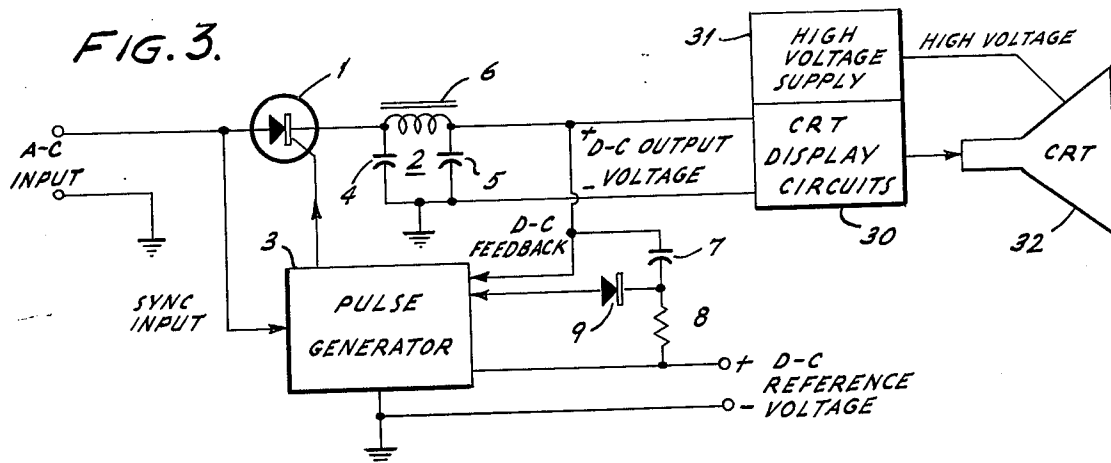 FIG. 3.
1
6
31
HIGH
VOLTAGE
SUPPLY
HIGH VOLTAGE
A-C
INPUT
4
2
5
+
D-C OUTPUT
VOLTAGE
-
CRT
DISPLAY
CIRCUITS
CRT
30
32
3
D-C
FEEDBACK
7
SYNC
INPUT
PULSE
GENERATOR
9
8
+ D-C
REFERENCE
- VOLTAGE